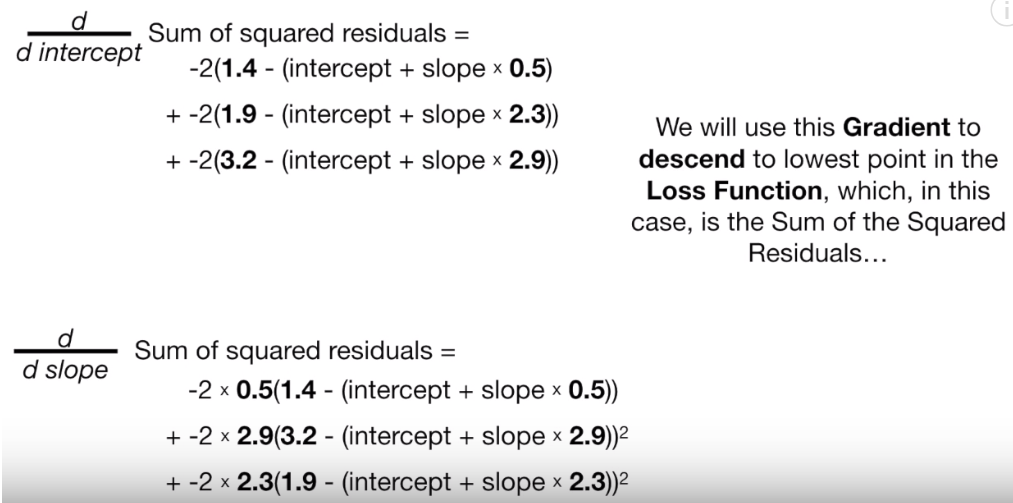 d
d intercept
Sum of squared residuals =
-2(1.4 - (intercept + slope × 0.5)
+ -2(1.9 - (intercept + slope × 2.3))
+ -2(3.2 - (intercept + slope × 2.9))
We will use this Gradient to
descend to lowest point in the
Loss Function, which, in this
case, is the Sum of the Squared
Residuals...
d
d slope
Sum of squared residuals =
-2 × 0.5(1.4 - (intercept + slope × 0.5))
+ -2 × 2.9(3.2 - (intercept + slope × 2.9))²
+ -2 × 2.3(1.9 - (intercept + slope × 2.3))²